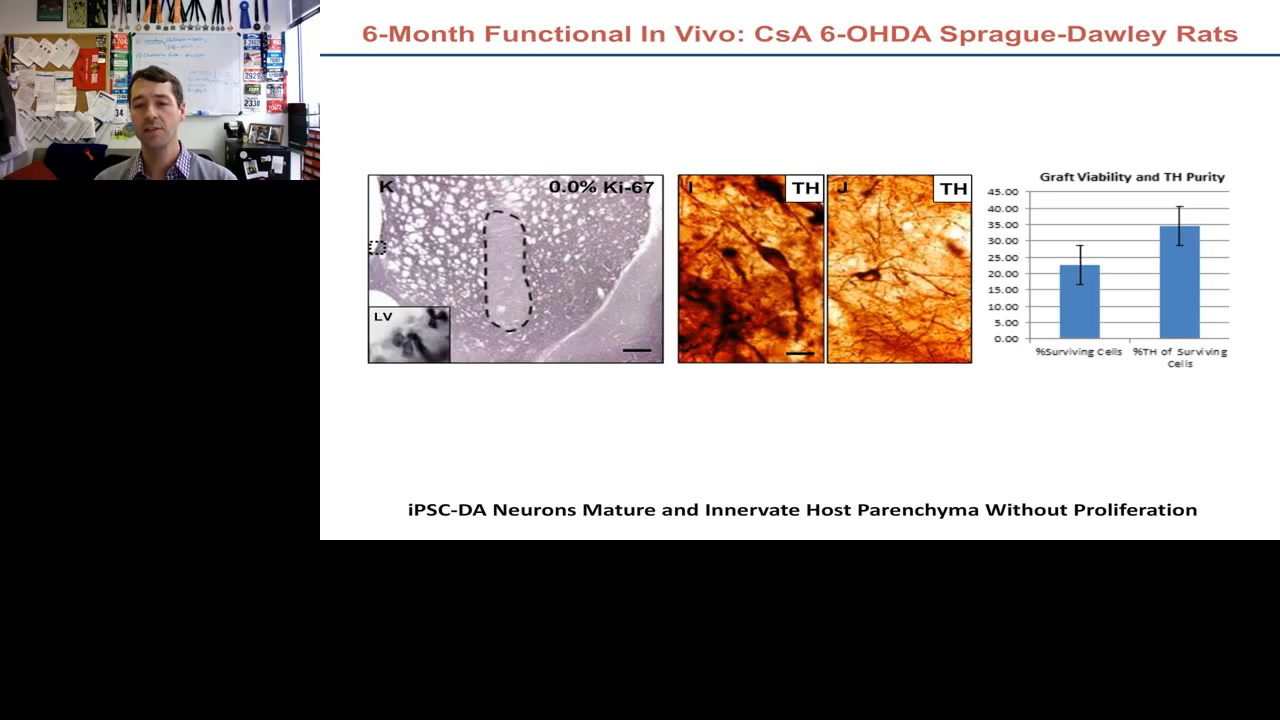 6-Month Functional In Vivo: CsA 6-OHDA Sprague-Dawley Rats
K
0.0% Ki-67
LV
I
TH
J
TH
Graft Viability and TH Purity
45.00
40.00
35.00
30.00
25.00
20.00
15.00
10.00
5.00
0.00
%Surviving Cells
%TH of Surviving
Cells
iPSC-DA Neurons Mature and Innervate Host Parenchyma Without Proliferation
2929
2330
34